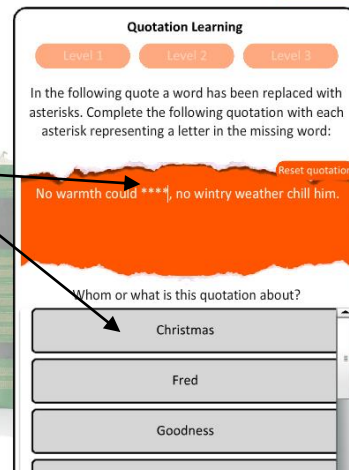 Quotation Learning
Level 1 Level 2 Level 3
In the following quote a word has been replaced with
asterisks. Complete the following quotation with each
asterisk representing a letter in the missing word:
Reset quotation
No warmth could ****, no wintry weather chill him.
Whom or what is this quotation about?
Christmas
Fred
Goodness